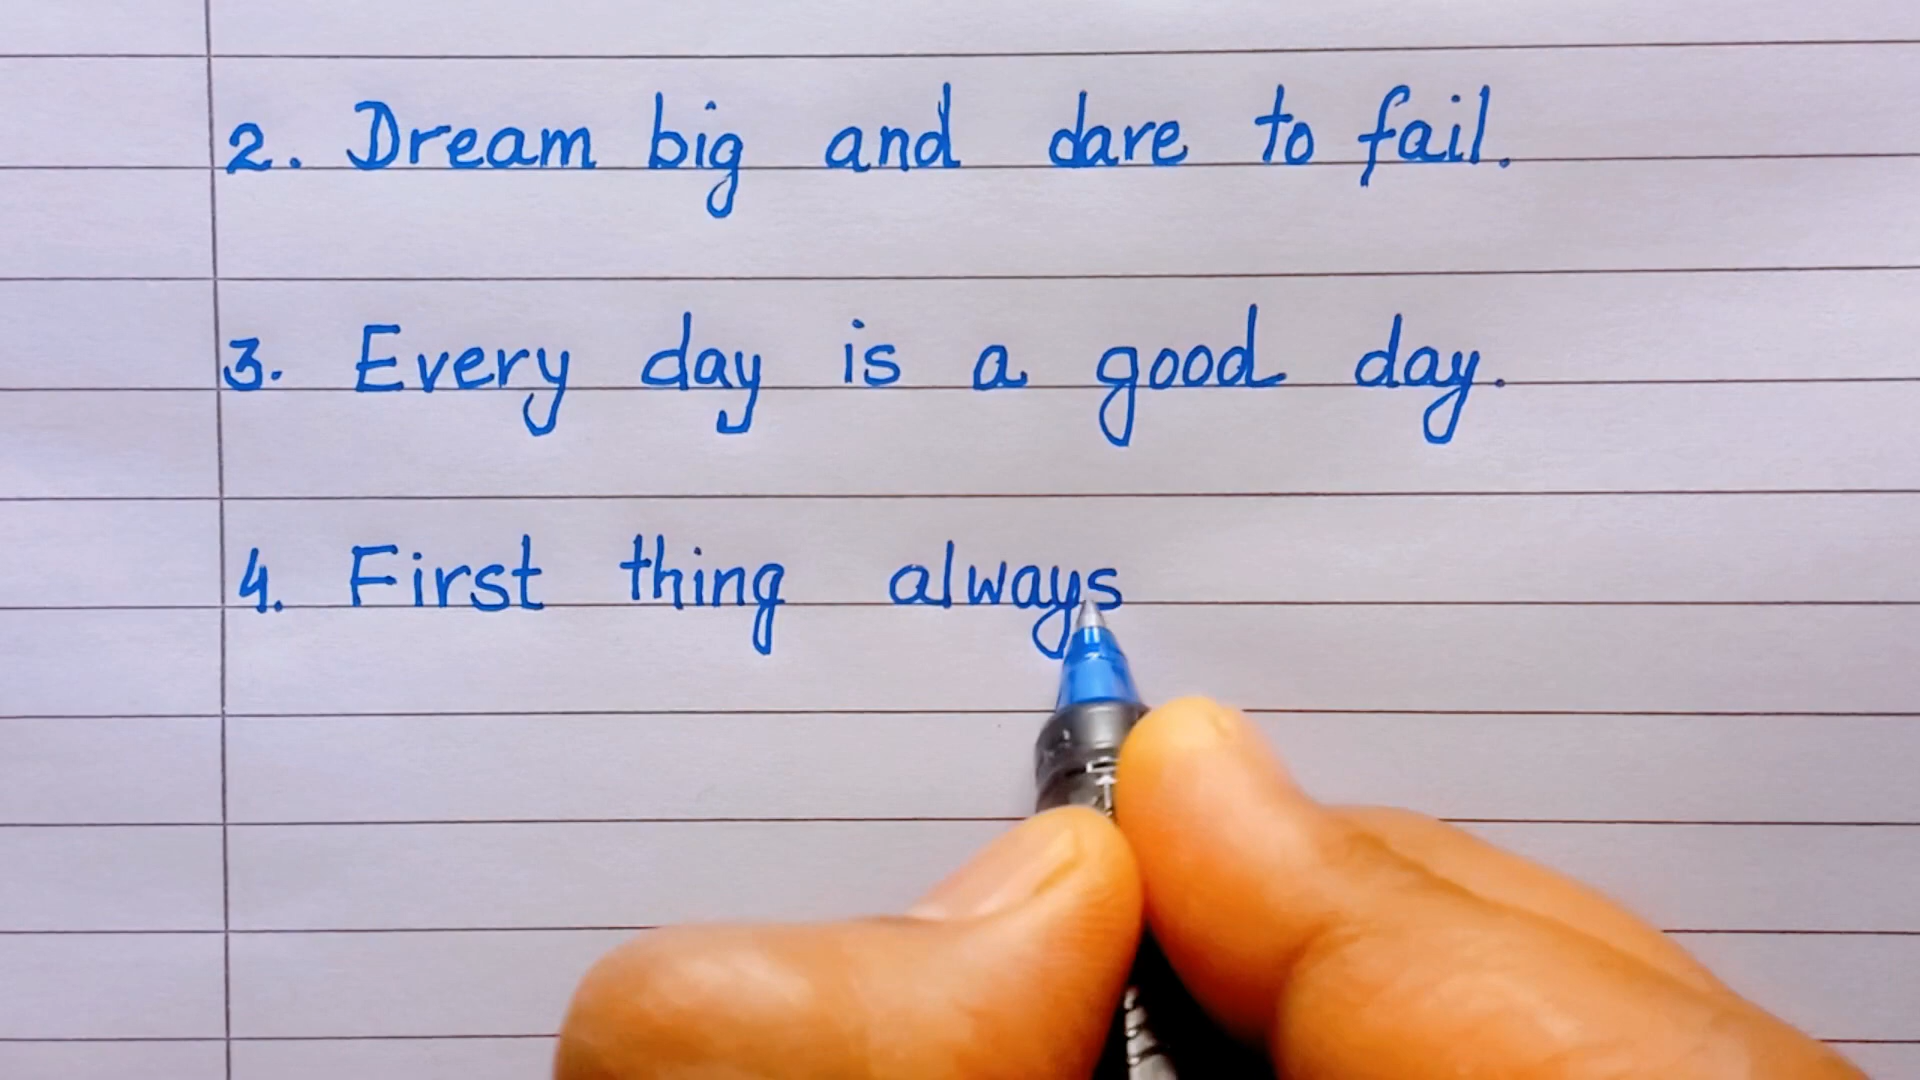 2. Dream big and dare to fail.
3. Every day is a good day.
4. First thing always